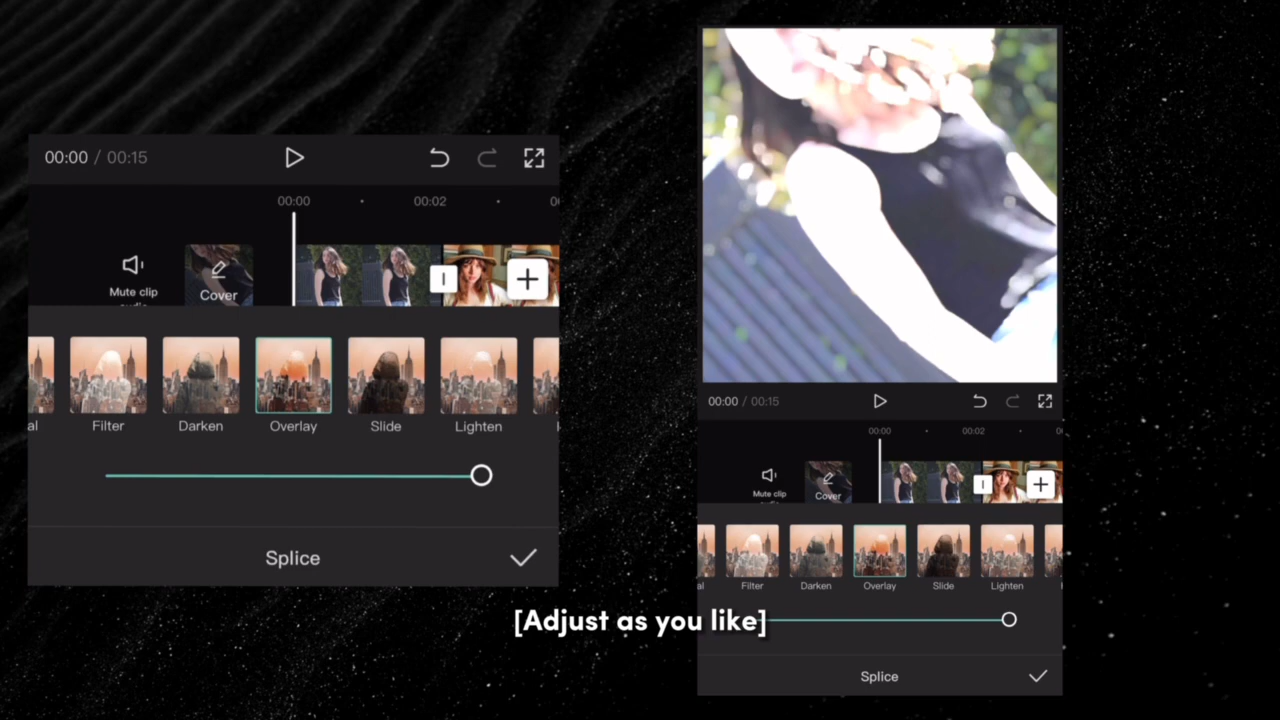 00:00 / 00:15
00:00
00:02
Mute clip
audio
Cover
al
Filter
Darken
Overlay
Slide
Lighten
Splice
00:00 / 00:15
00:00
00:02
Mute clip
Cover
al
Filter
Darken
Overlay
Slide
Lighten
[Adjust as you like]
Splice